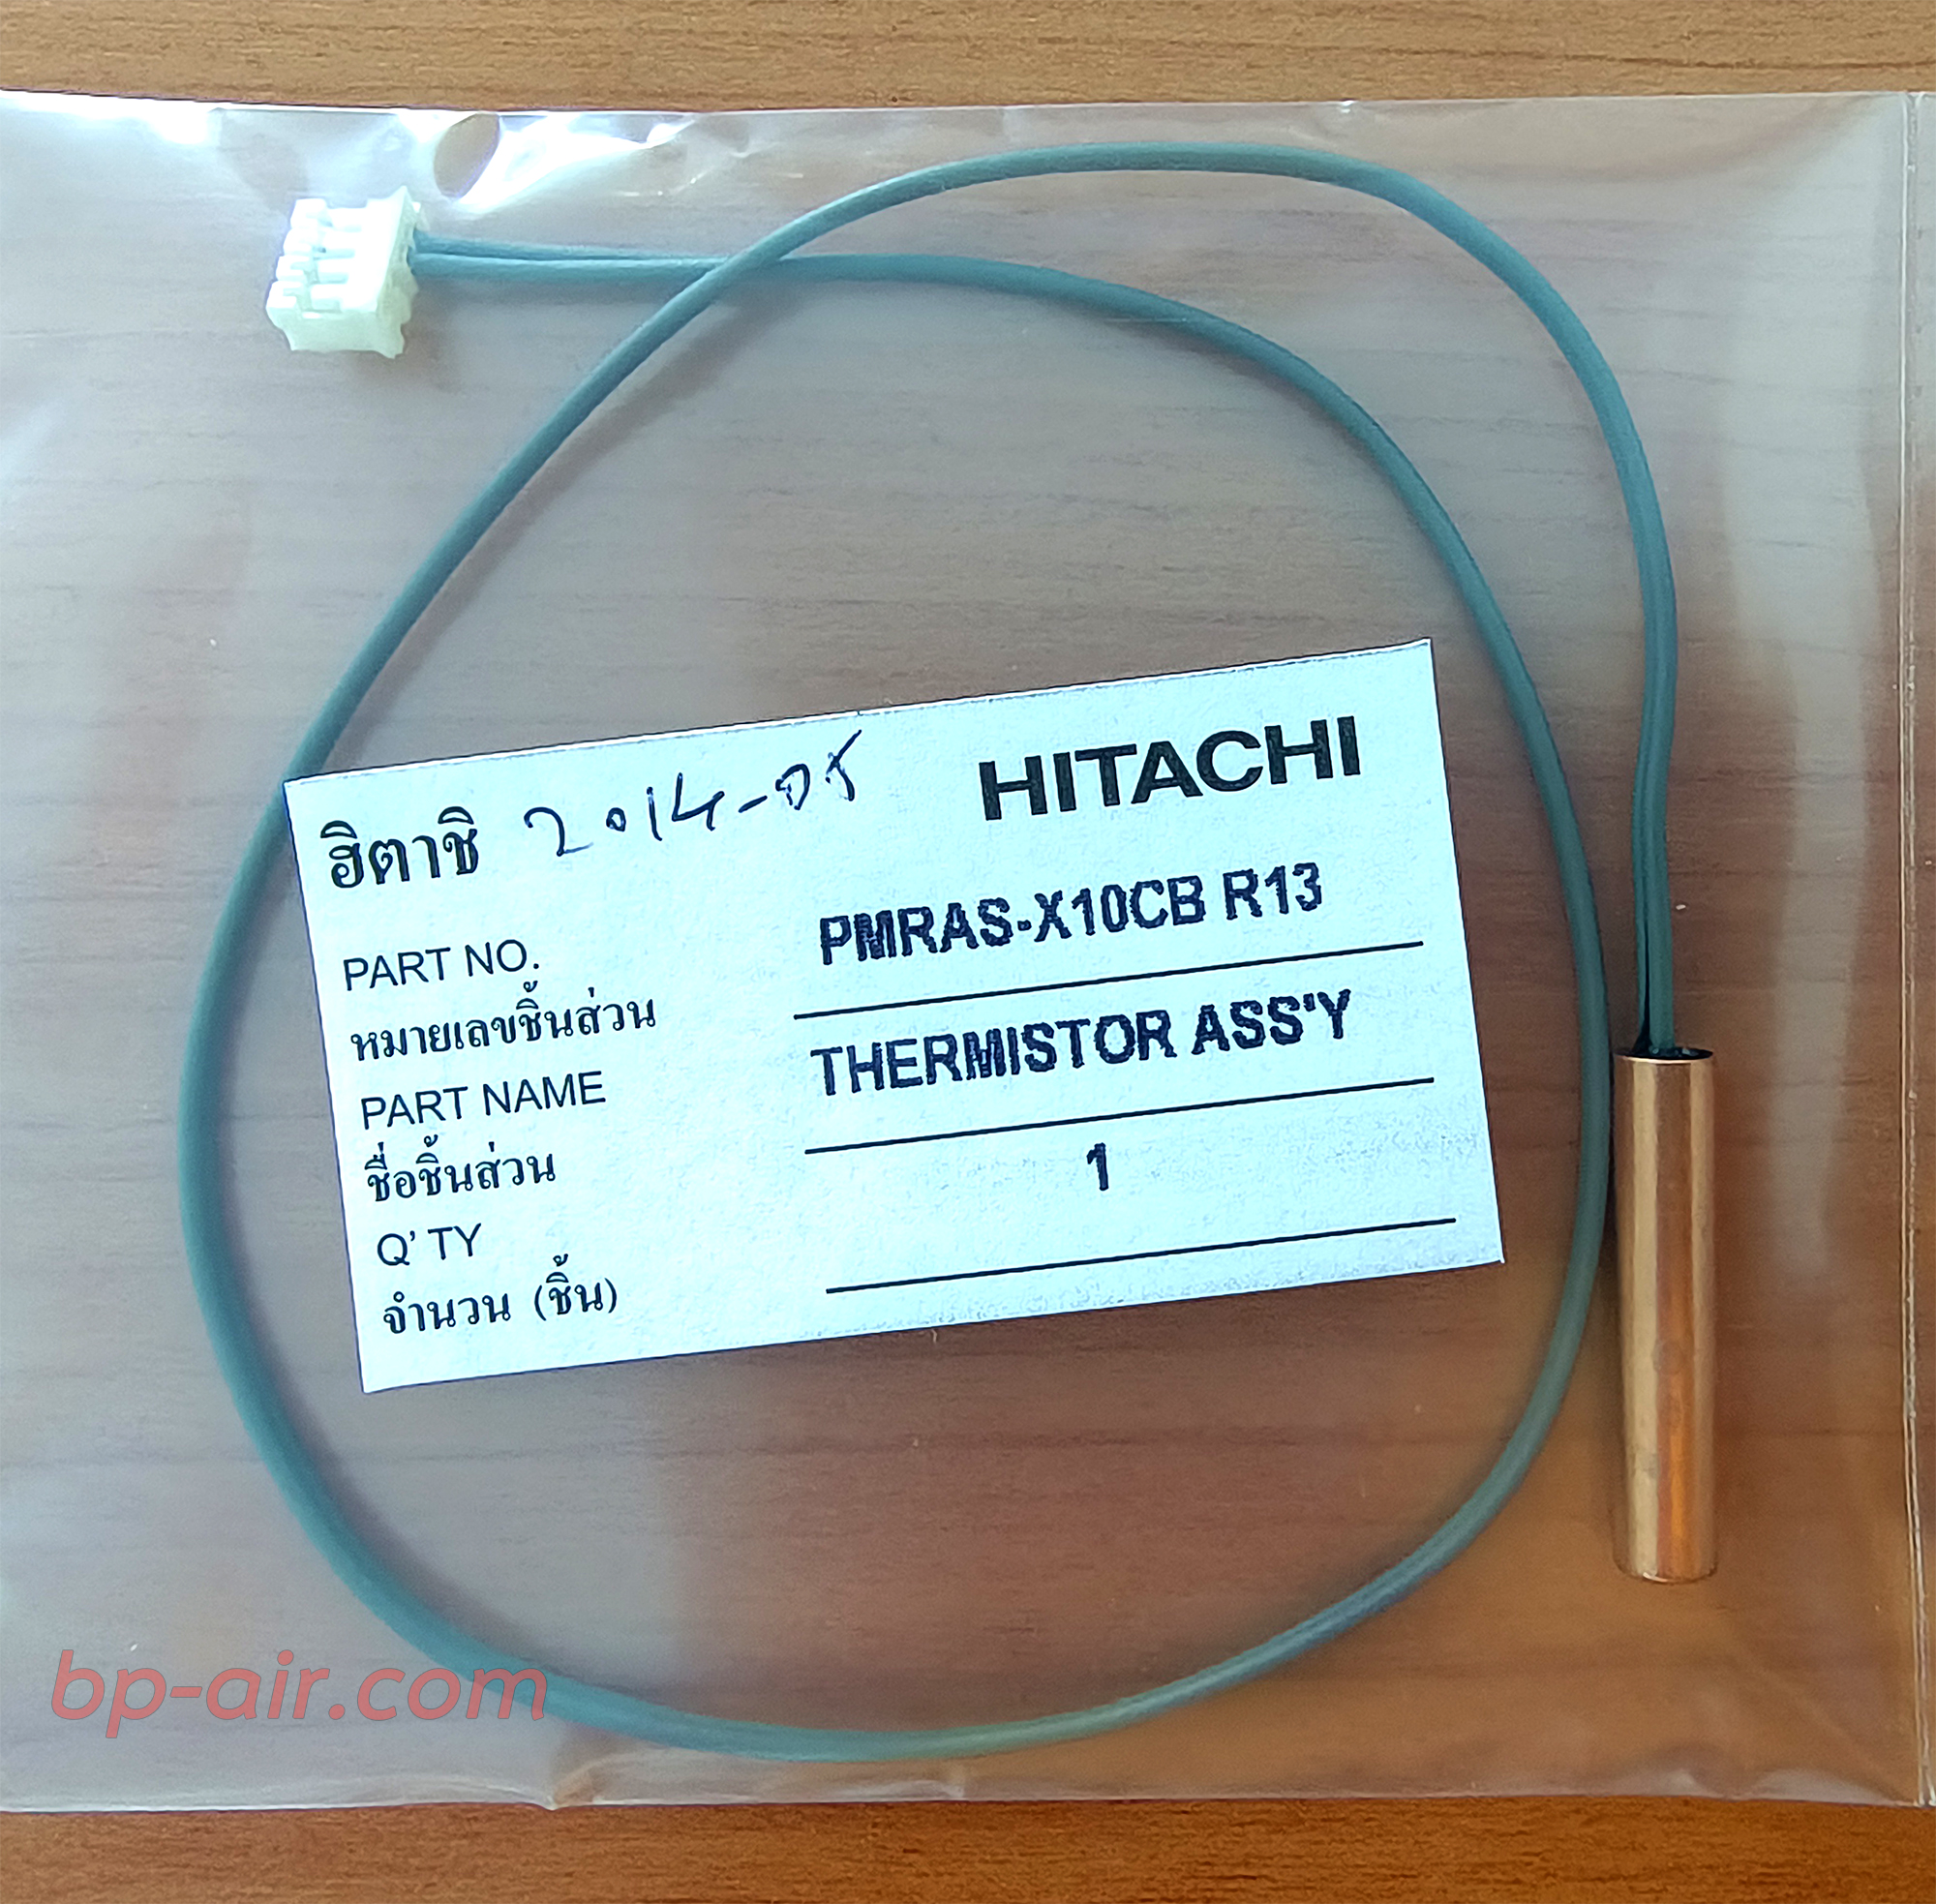 ฮิตาชิ 2014-05 HITACHI
PART NO. PMRAS-X10CB R13
หมายเลขชิ้นส่วน
PART NAME THERMISTOR ASS'Y
ชื่อชิ้นส่วน
Q' TY 1
จำนวน (ชิ้น)
bp-air.com